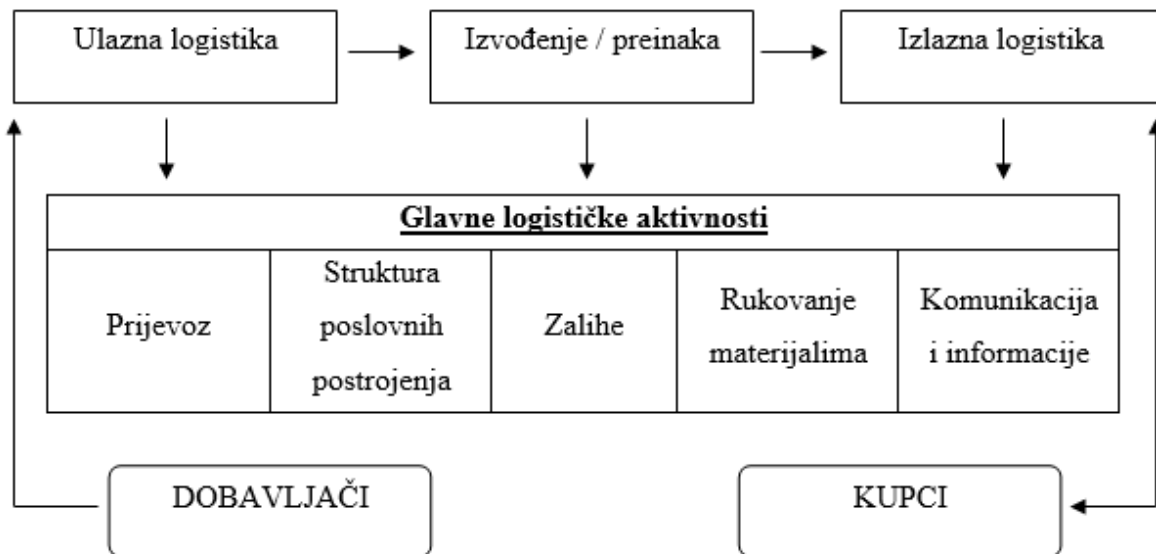 Ulazna logistika
Izvođenje / preinaka
Izlazna logistika
Glavne logističke aktivnosti
Prijevoz
Struktura
poslovnih
postrojenja
Zalihe
Rukovanje
materijalima
Komunikacija
i informacije
DOBAVLJAČI
KUPCI